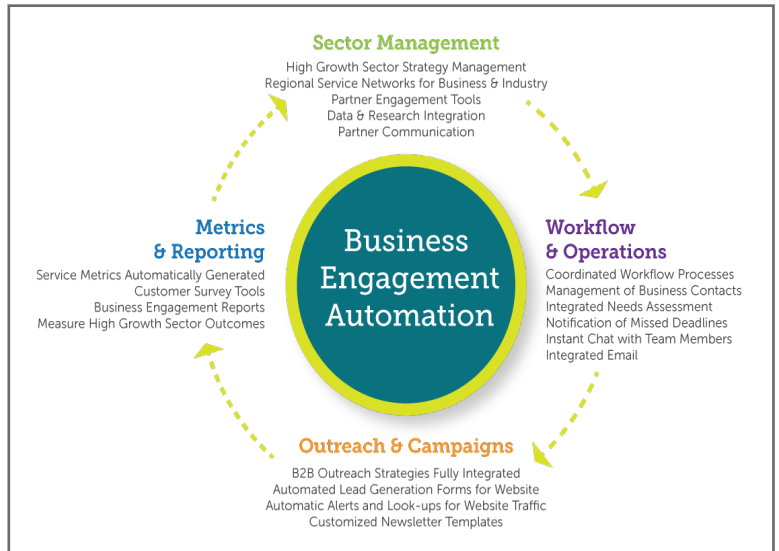 Sector Management
High Growth Sector Strategy Management
Regional Service Networks for Business & Industry
Partner Engagement Tools
Data & Research Integration
Partner Communication
Business
Engagement
Automation
Workflow
& Operations
Coordinated Workflow Processes
Management of Business Contacts
Integrated Needs Assessment
Notification of Missed Deadlines
Instant Chat with Team Members
Integrated Email
Outreach & Campaigns
B2B Outreach Strategies Fully Integrated
Automated Lead Generation Forms for Website
Automatic Alerts and Look-ups for Website Traffic
Customized Newsletter Templates
Metrics
& Reporting
Service Metrics Automatically Generated
Customer Survey Tools
Business Engagement Reports
Measure High Growth Sector Outcomes